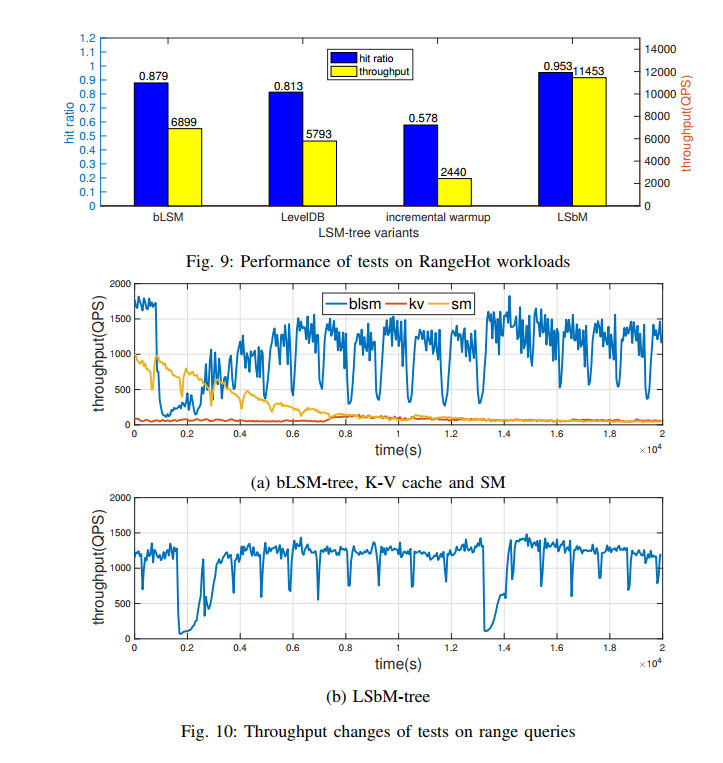 1.2
1.1
1
0.9
0.8
0.7
0.6
0.5
0.4
0.3
0.2
0.1
0
hit ratio
hit ratio
throughput
0.879
6899
0.813
5793
0.578
2440
0.953
11453
14000
12000
10000
8000
6000
4000
2000
0
throughput(QPS)
bLSM LevelDB incremental warmup LSbM
LSM-tree variants
Fig. 9: Performance of tests on RangeHot workloads
2000
1500
1000
500
0
throughput(QPS)
blsm kv sm
0 0.2 0.4 0.6 0.8 1 1.2 1.4 1.6 1.8 2
time(s)
×10⁴
(a) bLSM-tree, K-V cache and SM
2000
1500
1000
500
0
throughput(QPS)
0 0.2 0.4 0.6 0.8 1 1.2 1.4 1.6 1.8 2
time(s)
×10⁴
(b) LSbM-tree
Fig. 10: Throughput changes of tests on range queries